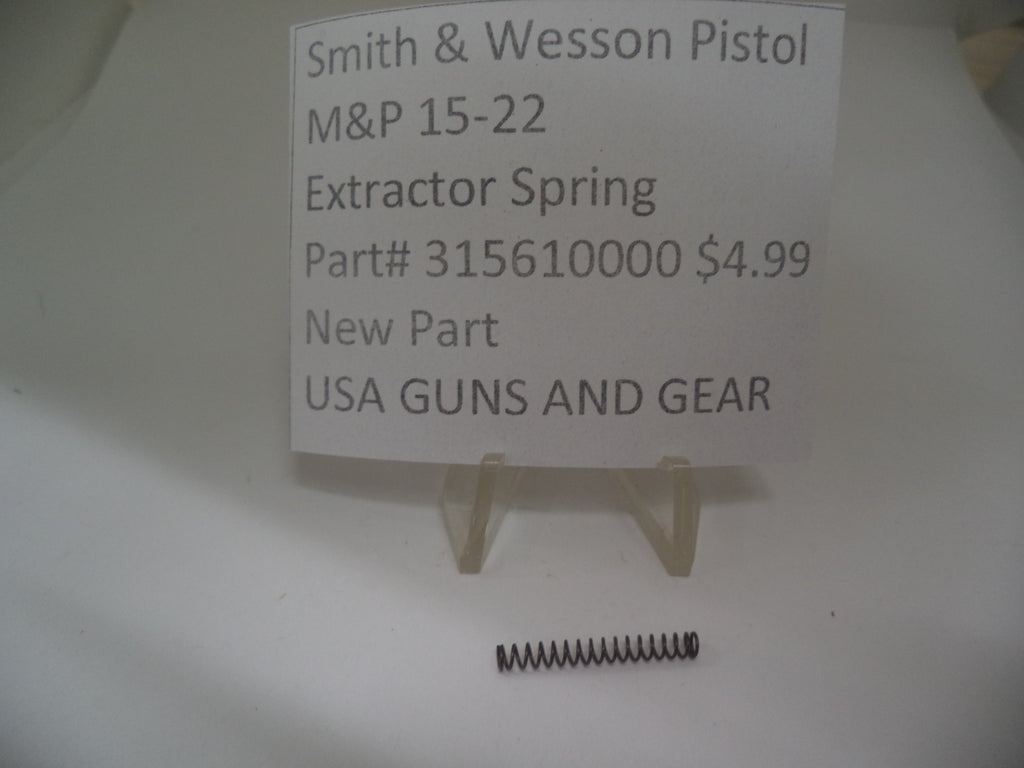 Smith & Wesson Pistol
M&P 15-22
Extractor Spring
Part# 315610000 $4.99
New Part
USA GUNS AND GEAR